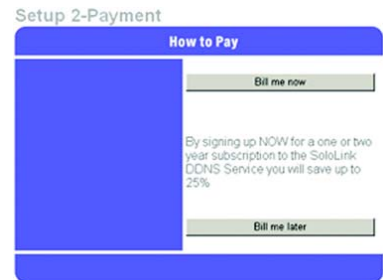 Setup 2-Payment
How to Pay
Bill me now
By signing up NOW for a one or two
year subscription to the SoloLink
DDNS Service you will save up to
25%
Bill me later